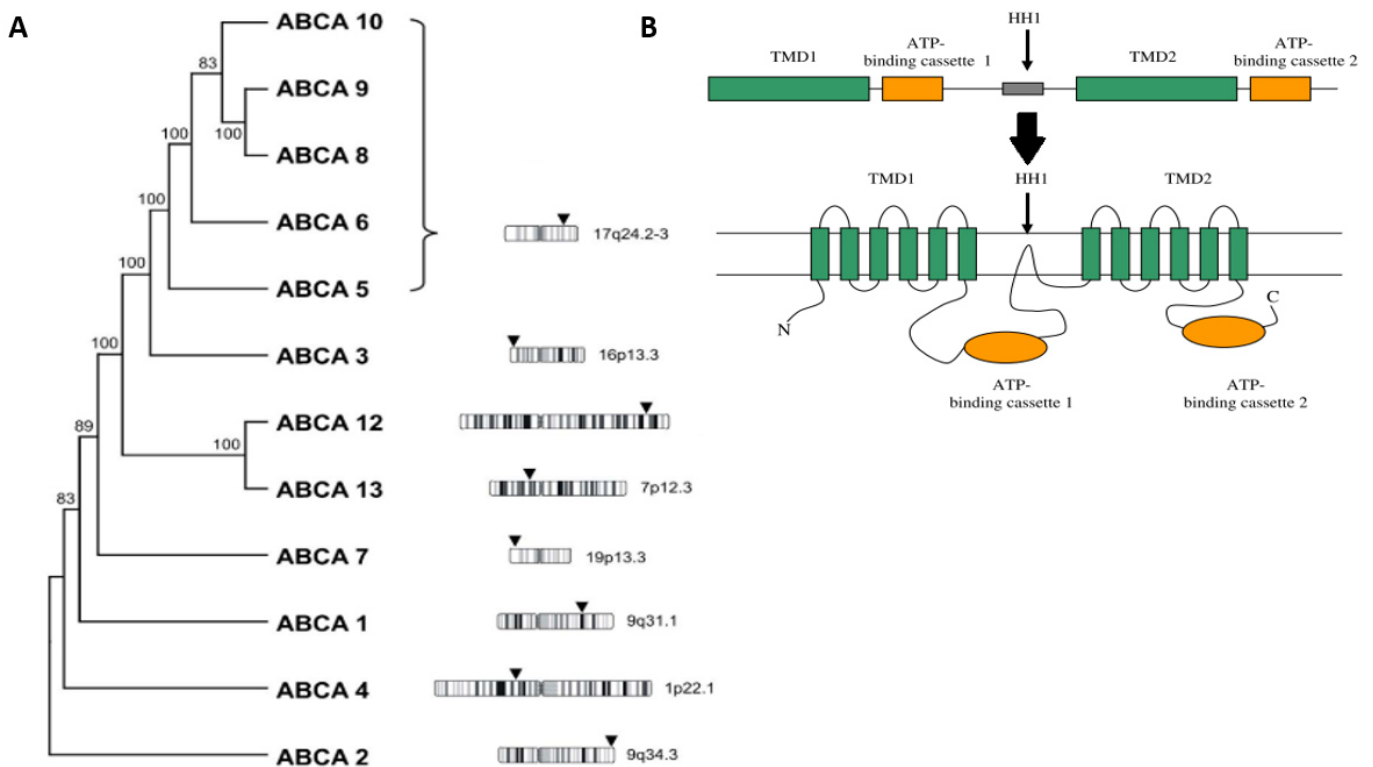 A
ABCA 10
83
ABCA 9
100
ABCA 8
100
ABCA 6
100
17q24.2-3
ABCA 5
100
ABCA 3
16p13.3
100
ABCA 12
100
ABCA 13
7p12.3
89
ABCA 7
19p13.3
83
ABCA 1
9q31.1
ABCA 4
1p22.1
ABCA 2
9q34.3
B
HH1
TMD1
ATP-
binding cassette 1
TMD2
ATP-
binding cassette 2
TMD1
HH1
TMD2
N
C
ATP-
binding cassette 1
ATP-
binding cassette 2